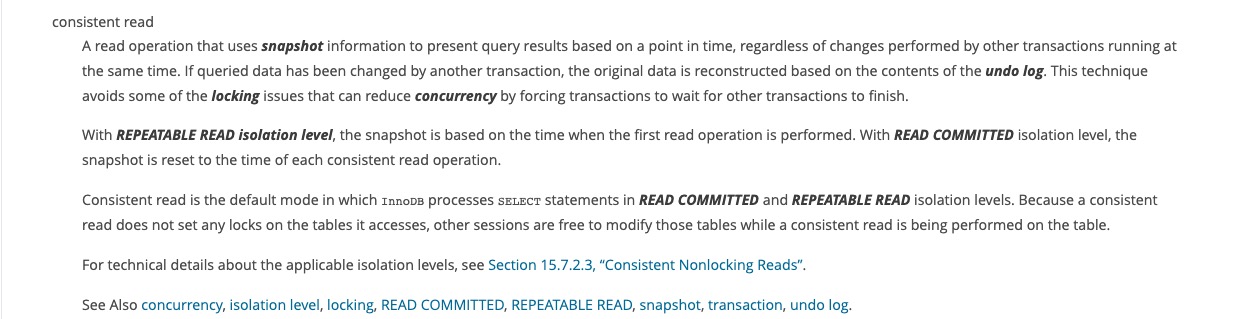 consistent read
A read operation that uses snapshot information to present query results based on a point in time, regardless of changes performed by other transactions running at
the same time. If queried data has been changed by another transaction, the original data is reconstructed based on the contents of the undo log. This technique
avoids some of the locking issues that can reduce concurrency by forcing transactions to wait for other transactions to finish.
With REPEATABLE READ isolation level, the snapshot is based on the time when the first read operation is performed. With READ COMMITTED isolation level, the
snapshot is reset to the time of each consistent read operation.
Consistent read is the default mode in which InnoDB processes SELECT statements in READ COMMITTED and REPEATABLE READ isolation levels. Because a consistent
read does not set any locks on the tables it accesses, other sessions are free to modify those tables while a consistent read is being performed on the table.
For technical details about the applicable isolation levels, see Section 15.7.2.3, “Consistent Nonlocking Reads”.
See Also concurrency, isolation level, locking, READ COMMITTED, REPEATABLE READ, snapshot, transaction, undo log.